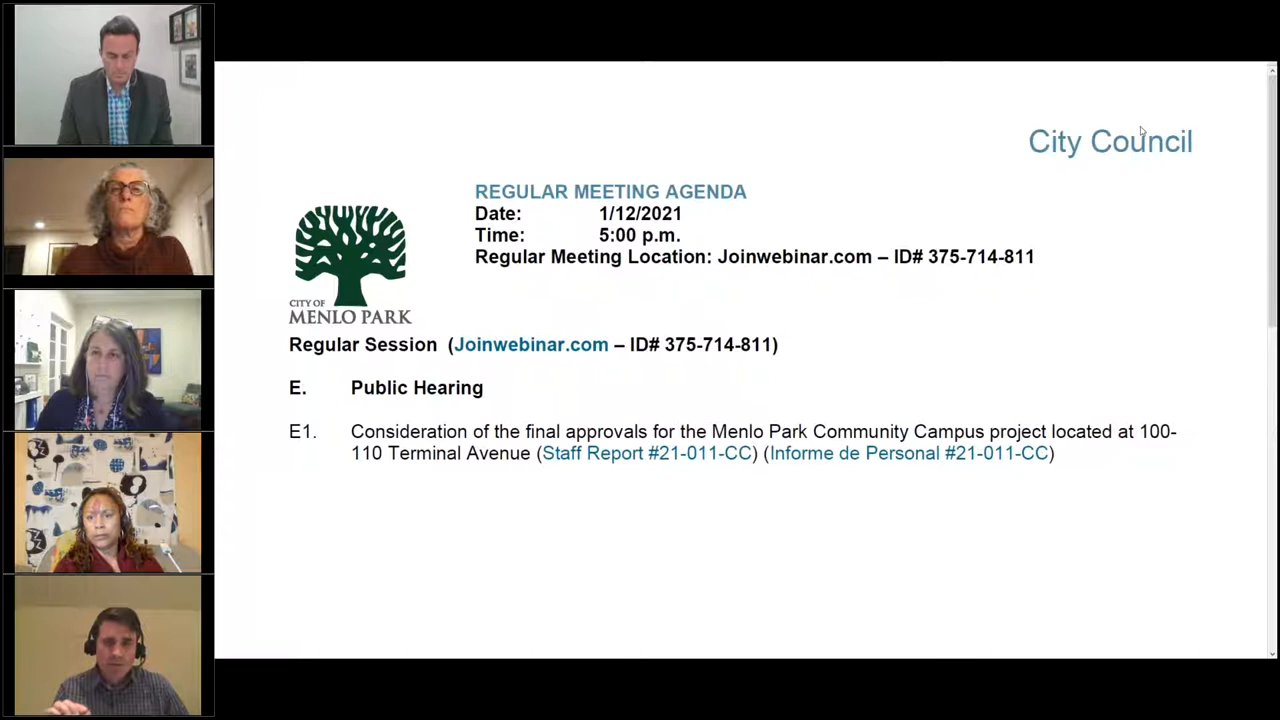 City Council
REGULAR MEETING AGENDA
Date: 1/12/2021
Time: 5:00 p.m.
Regular Meeting Location: Joinwebinar.com – ID# 375-714-811
CITY OF
MENLO PARK
Regular Session (Joinwebinar.com – ID# 375-714-811)
E. Public Hearing
E1. Consideration of the final approvals for the Menlo Park Community Campus project located at 100-
110 Terminal Avenue (Staff Report #21-011-CC) (Informe de Personal #21-011-CC)